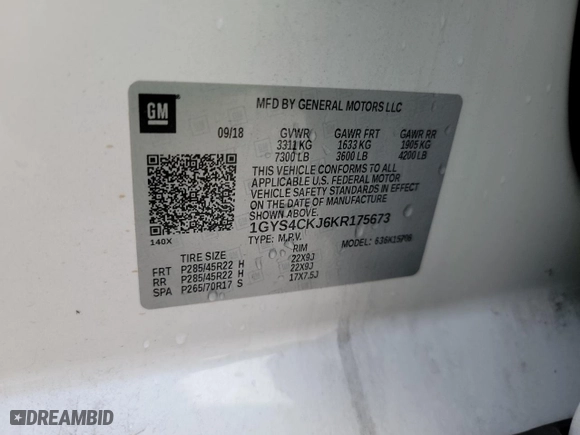 GM
MFD BY GENERAL MOTORS LLC
09/18 GVWR GAWR FRT GAWR RR
3311 KG 1633 KG 1905 KG
7300 LB 3600 LB 4200 LB
THIS VEHICLE CONFORMS TO ALL
APPLICABLE U.S. FEDERAL MOTOR
VEHICLE SAFETY STANDARDS IN EFFECT
ON THE DATE OF MANUFACTURE
SHOWN ABOVE.
1GYS4CKJ6KR175673
TYPE: M.P.V. MODEL: 636K15706
140X
TIRE SIZE RIM
FRT P285/45R22 H 22X9J
RR P285/45R22 H 22X9J
SPA P265/70R17 S 17X7.5J
DREAMBID